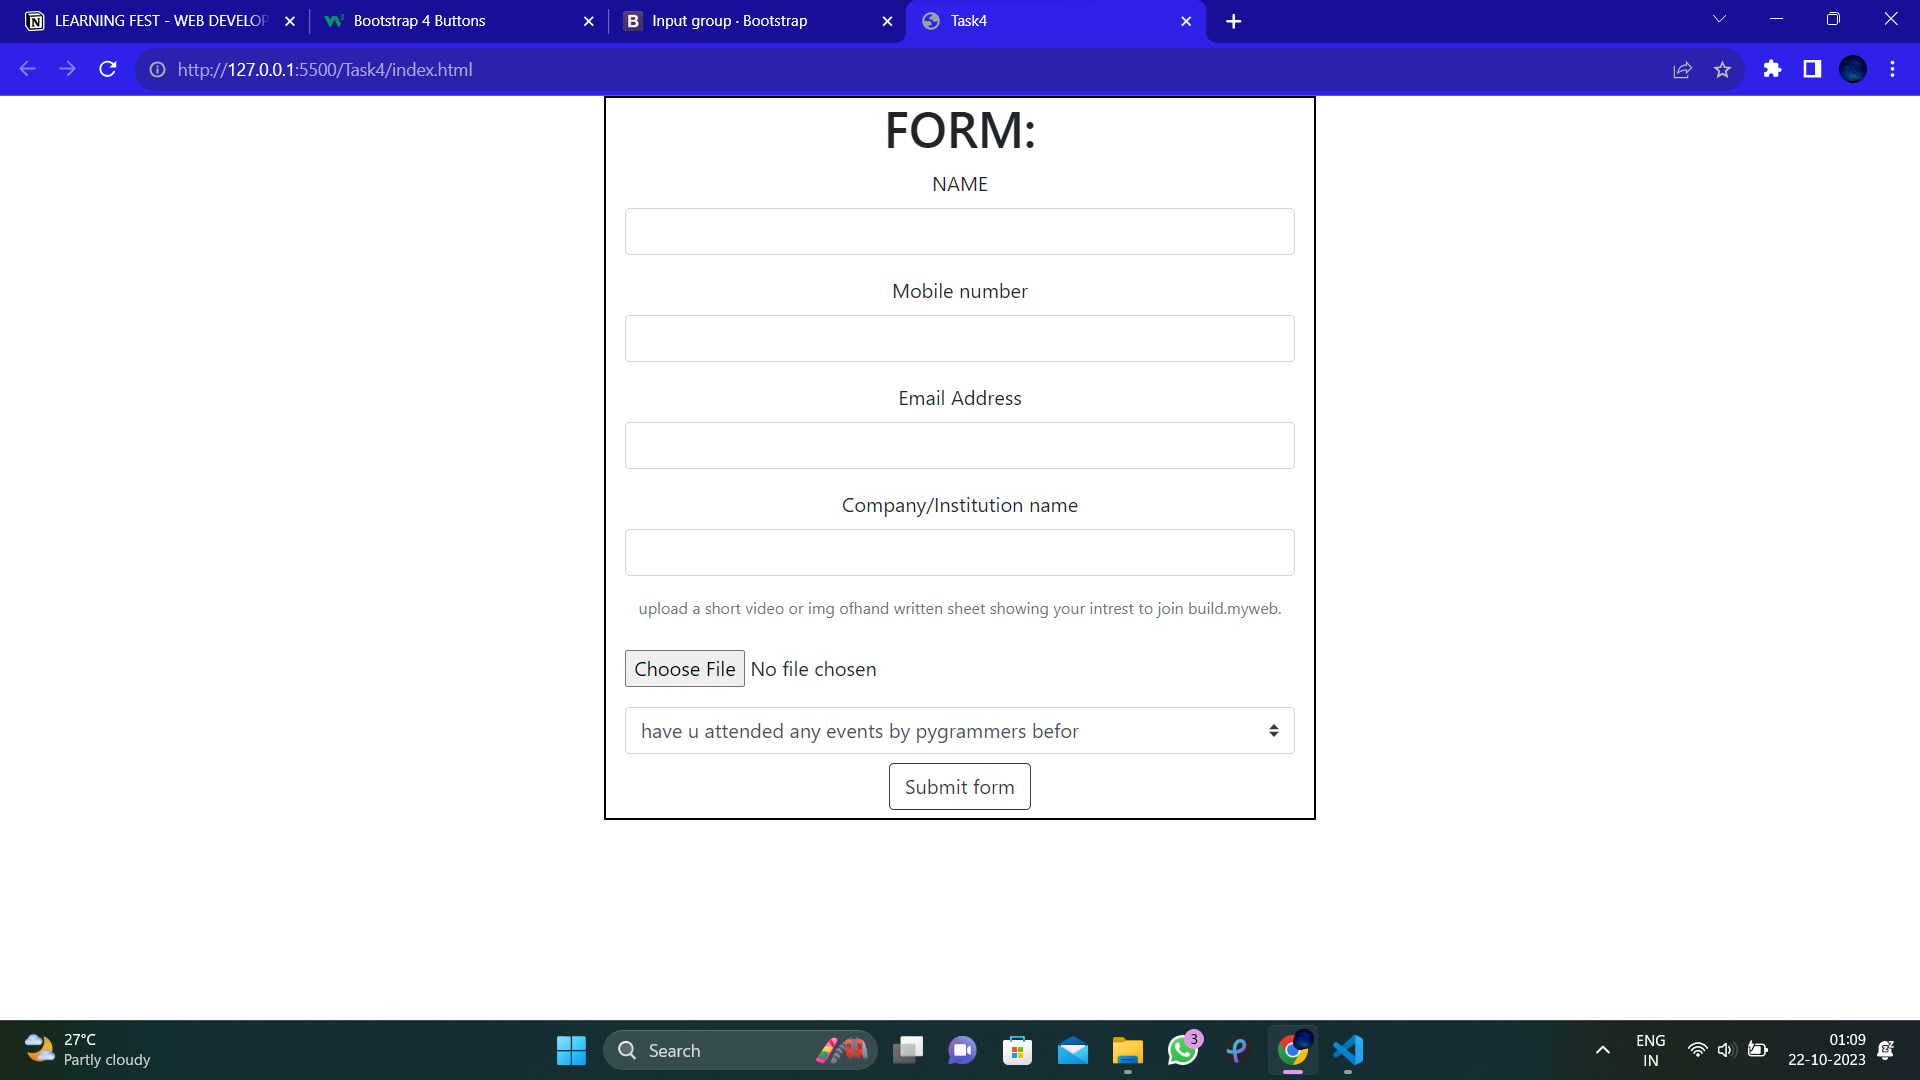 LEARNING FEST - WEB DEVELOP
Bootstrap 4 Buttons
Input group · Bootstrap
Task4
http://127.0.0.1:5500/Task4/index.html
FORM:
NAME
Mobile number
Email Address
Company/Institution name
upload a short video or img ofhand written sheet showing your intrest to join build.myweb.
Choose File No file chosen
have u attended any events by pygrammers befor
Submit form
27°C
Partly cloudy
Search
3
ENG
IN
01:09
22-10-2023